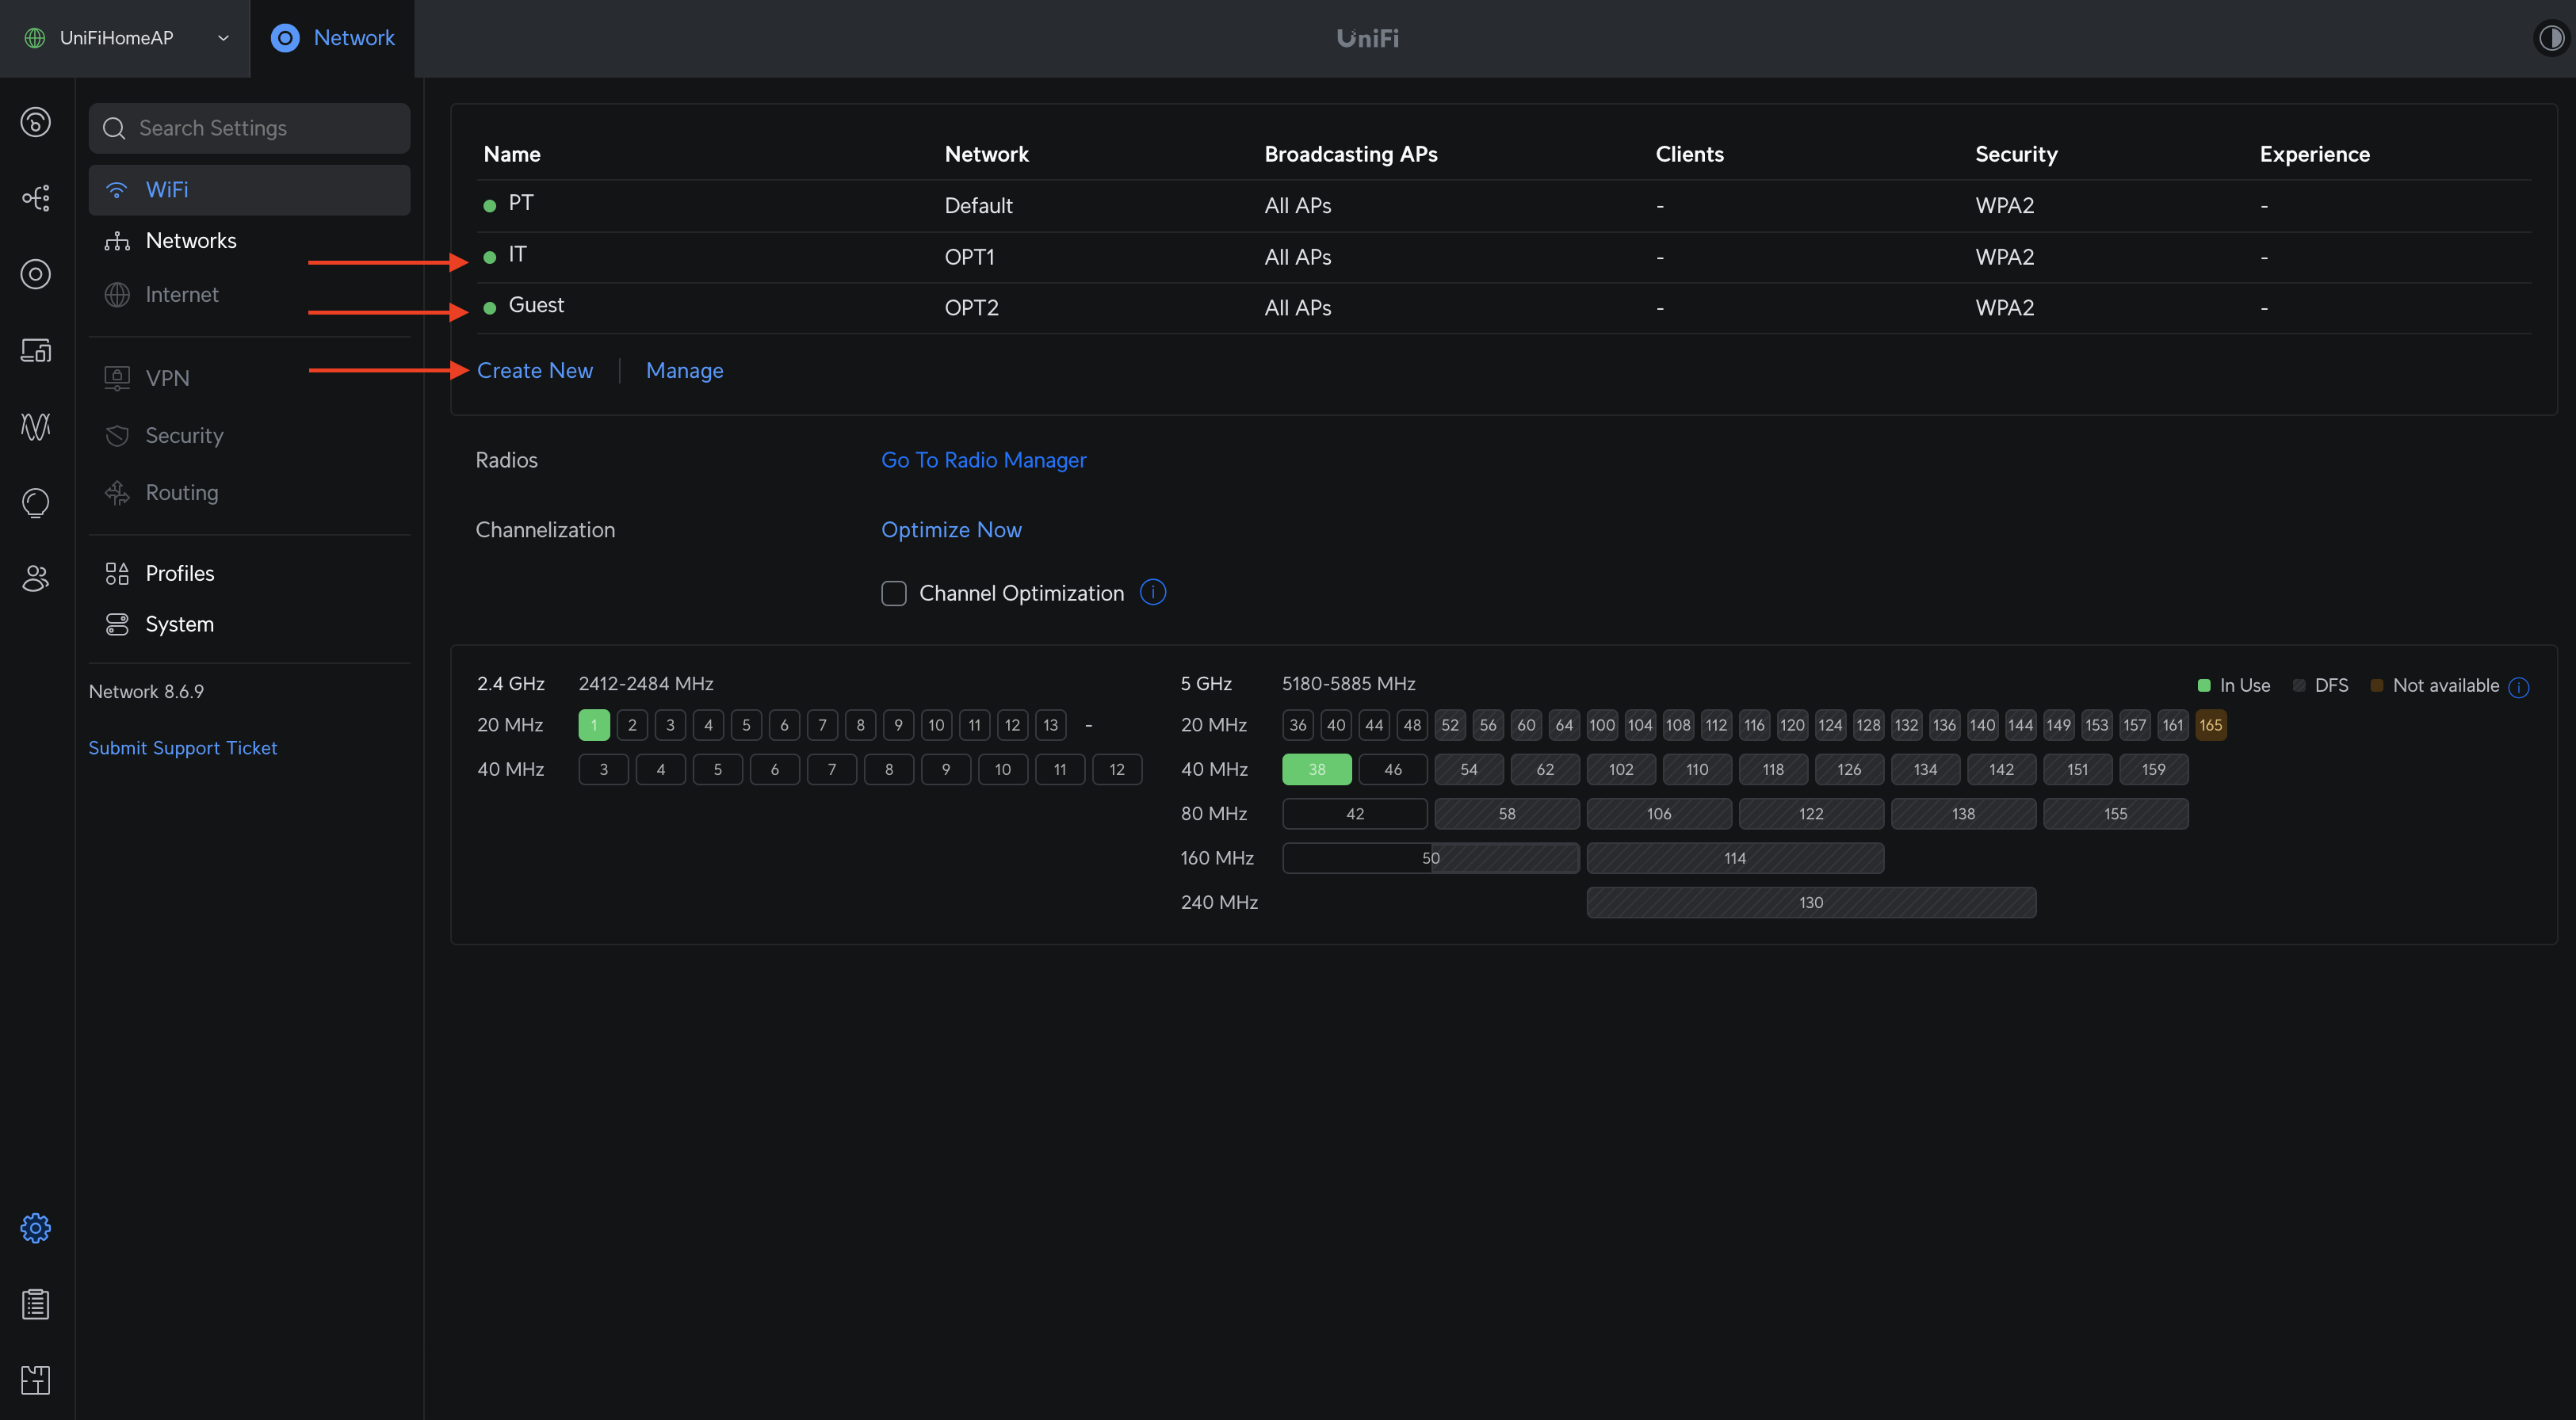 UniFiHomeAP
Network
UniFi
Search Settings
WiFi
Networks
Internet
VPN
Security
Routing
Profiles
System
Network 8.6.9
Submit Support Ticket
Name Network Broadcasting APs Clients Security Experience
PT Default All APs - WPA2 -
IT OPT1 All APs - WPA2 -
Guest OPT2 All APs - WPA2 -
Create New | Manage
Radios Go To Radio Manager
Channelization Optimize Now
Channel Optimization
2.4 GHz 2412-2484 MHz
20 MHz 1 2 3 4 5 6 7 8 9 10 11 12 13 -
40 MHz 3 4 5 6 7 8 9 10 11 12
5 GHz 5180-5885 MHz In Use DFS Not available
20 MHz 36 40 44 48 52 56 60 64 100 104 108 112 116 120 124 128 132 136 140 144 149 153 157 161 165
40 MHz 38 46 54 62 102 110 118 126 134 142 151 159
80 MHz 42 58 106 122 138 155
160 MHz 50 114
240 MHz 130